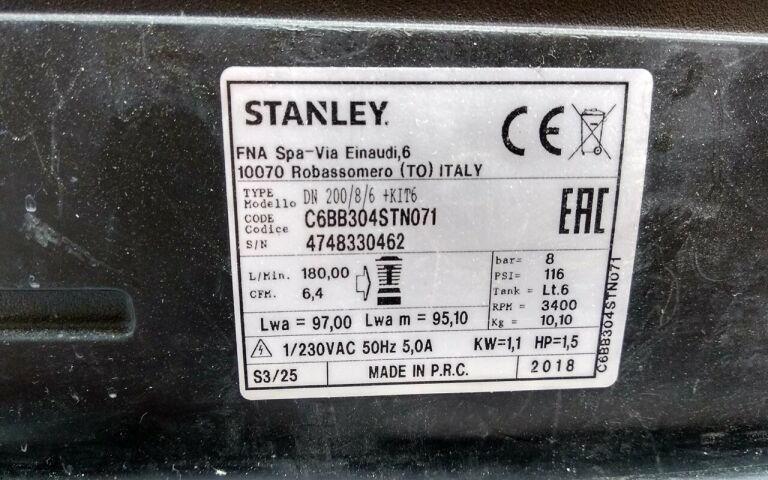 STANLEY.
CE
FNA Spa-Via Einaudi,6
10070 Robassomero (TO) ITALY
TYPE
Modello
DN 200/8/6 +KIT6
CODE
Codice
C6BB304STN071
S/N
4748330462
EAC
L/Min. 180,00
CFM. 6,4
bar= 8
PSI= 116
Tank = Lt.6
RPM = 3400
Kg = 10,10
Lwa = 97,00 Lwa m = 95,10
1/230VAC 50Hz 5,0A KW=1,1 HP=1,5
S3/25 MADE IN P.R.C. 2018
C6BB304STN071